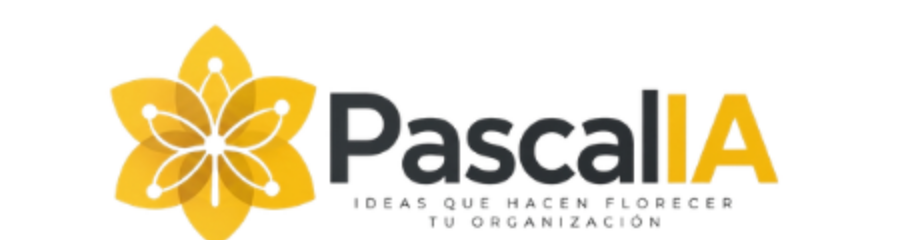 PascalIA
IDEAS QUE HACEN FLORECER
TU ORGANIZACIÓN